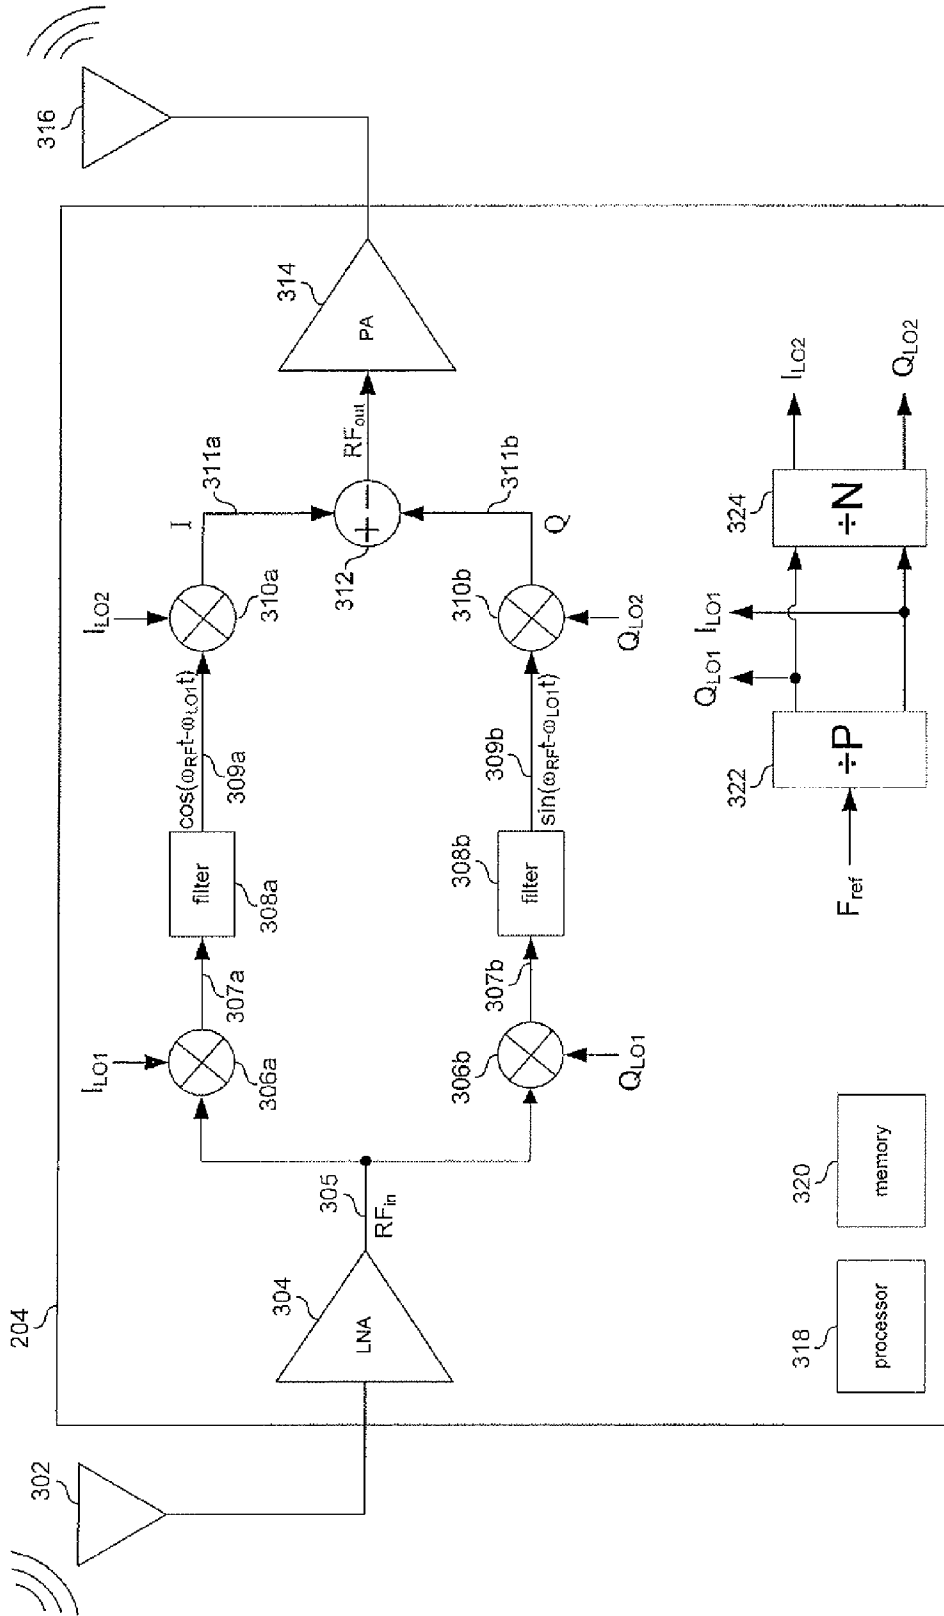 204
302
304
LNA
305
RFin
ILO1
306a
307a
filter
308a
cos(ωRFt-ωLO1t)
309a
ILO2
310a
I
311a
306b
QLO1
307b
308b
filter
sin(ωRFt-ωLO1t)
309b
310b
QLO2
Q
311b
+ −
312
RFout
314
PA
316
318
processor
320
memory
Fref
322
÷P
QLO1
ILO1
324
÷N
ILO2
QLO2